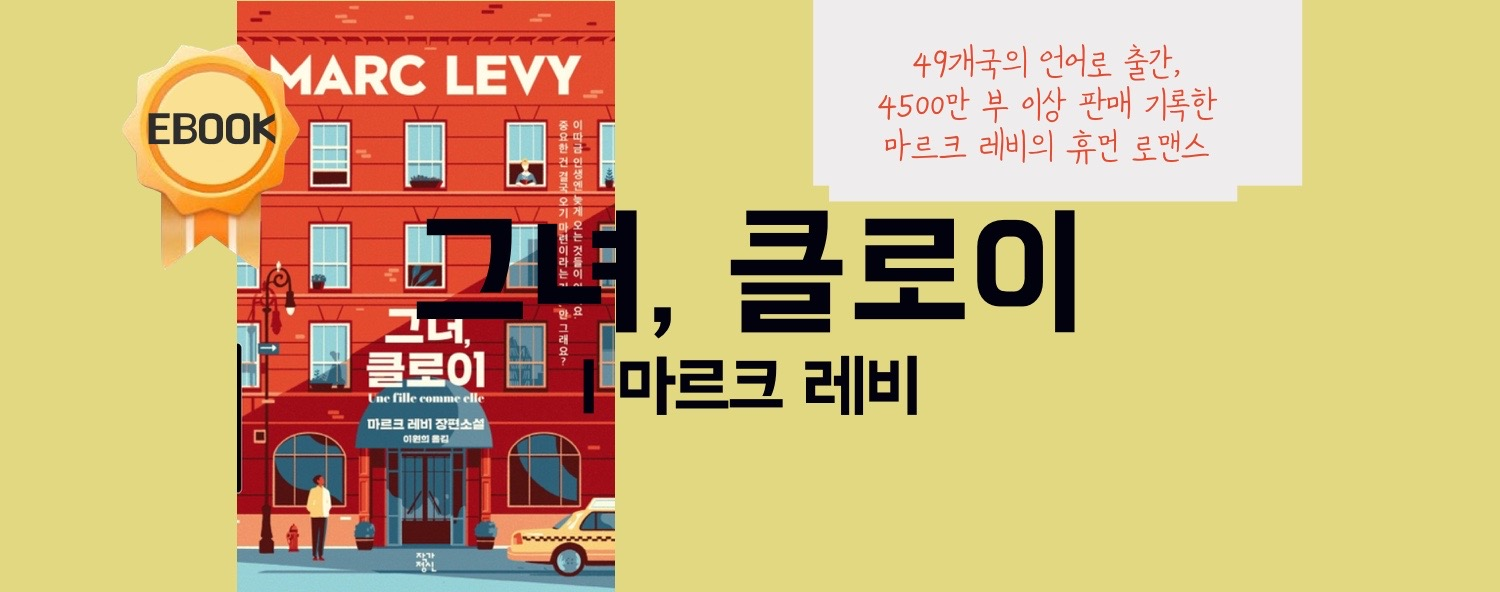 EBOOK
MARC LEVY
이따금 인생엔 늦게 오는 것들이
중요한 건 결국 오기 마련이라는 만 그래요?
그녀,
클로이
Une fille comme elle
마르크 레비 장편소설
이원희 옮김
작가
정신
49개국의 언어로 출간,
4500만 부 이상 판매 기록한
마르크 레비의 휴먼 로맨스
그녀, 클로이
| 마르크 레비